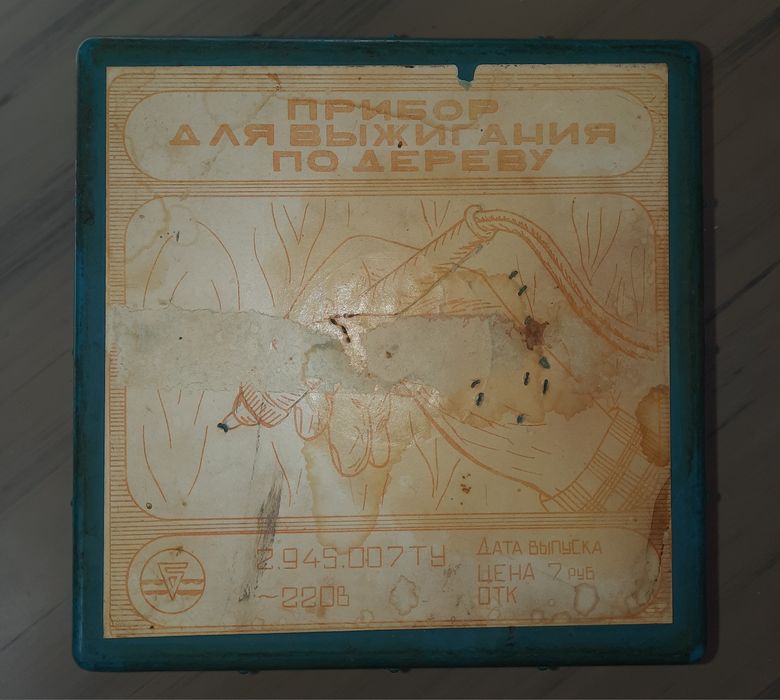 ПРИБОР
ДЛЯ ВЫЖИГАНИЯ
ПО ДЕРЕВУ
2.945.007ТУ
~220В
ДАТА ВЫПУСКА
ЦЕНА 7 РУБ
ОТК